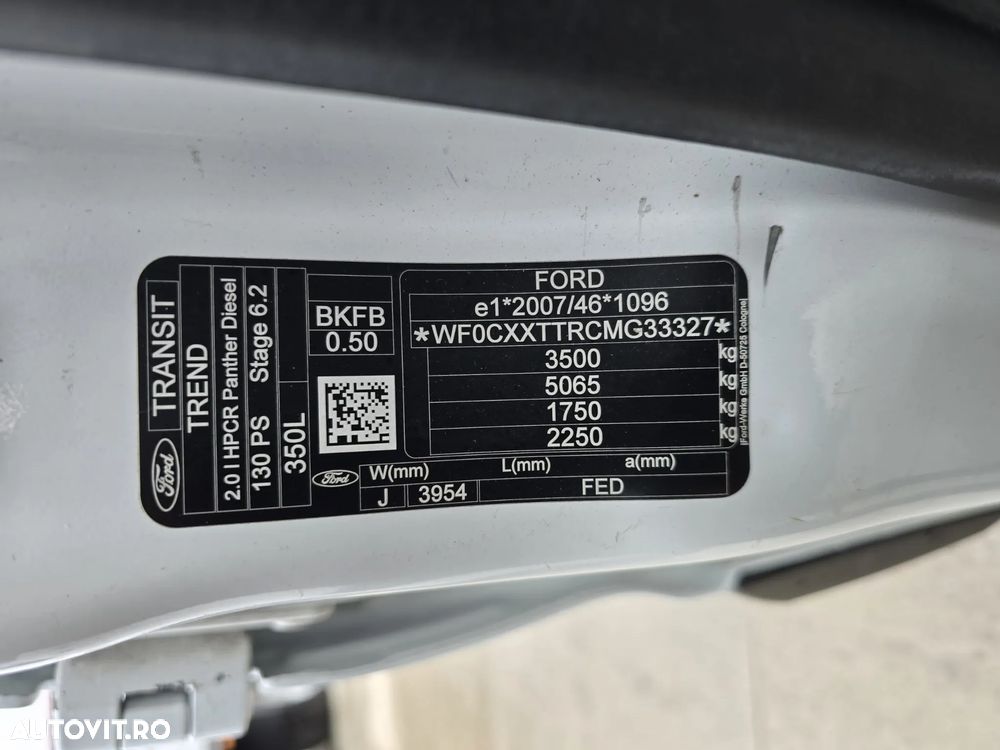 FORD
e1*2007/46*1096
*WF0CXXTTRCMG33327*
3500 kg
5065 kg
1750 kg
2250 kg
BKFB
0.50
Ford
TRANSIT
TREND
2.0 l HPCR Panther Diesel
130 PS Stage 6.2
350L
Ford
W(mm) L(mm) a(mm)
J 3954 FED
Ford-Werke GmbH D-50725 Cologne
AUTOVIT.RO